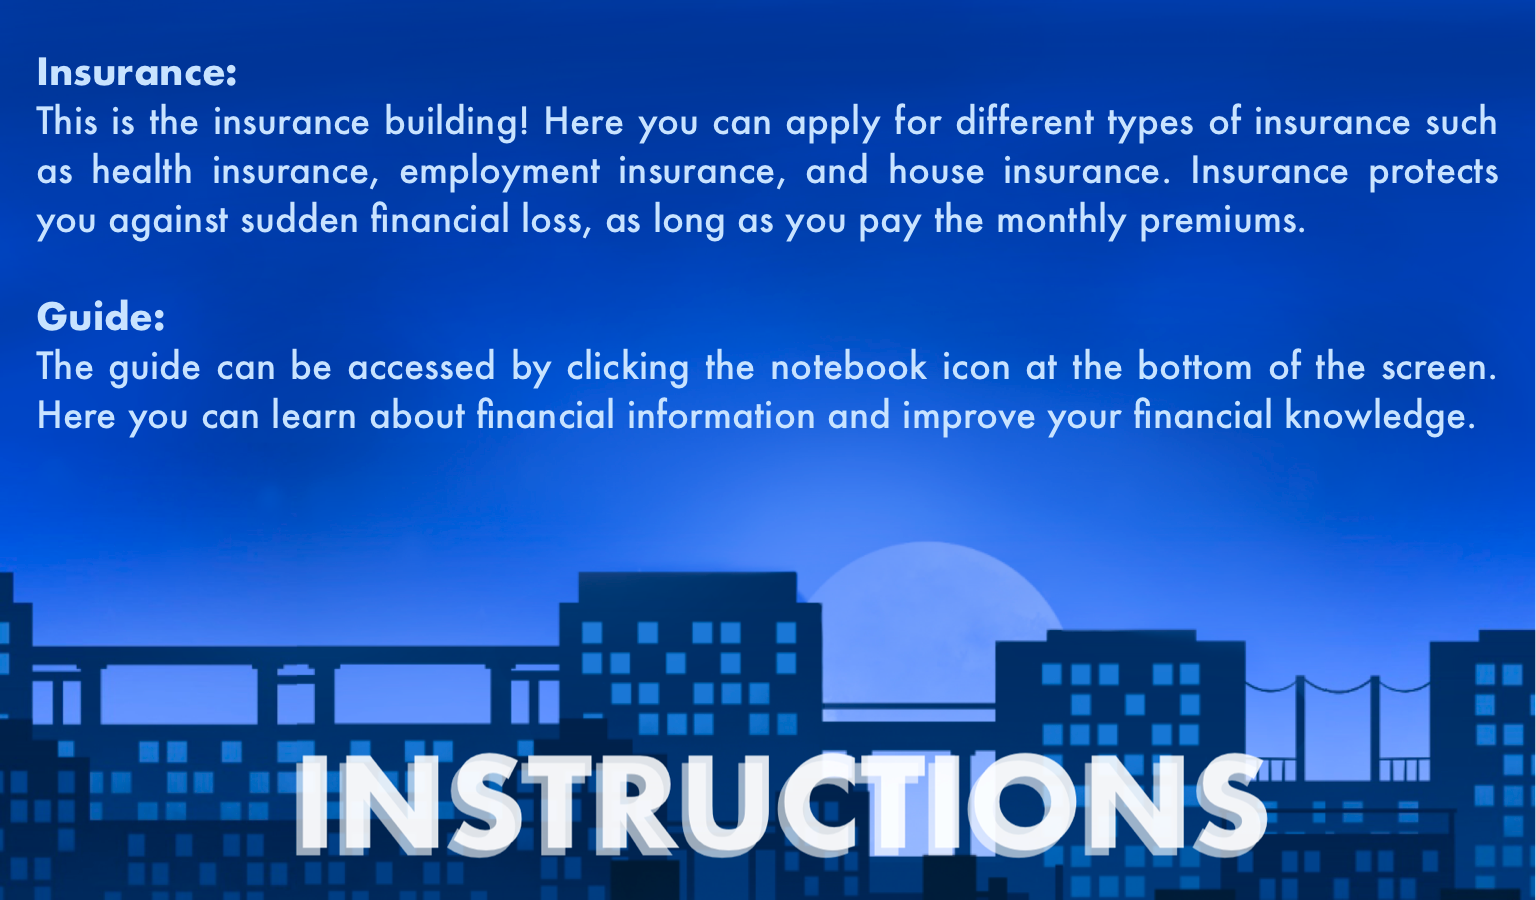 Insurance:
This is the insurance building! Here you can apply for different types of insurance such
as health insurance, employment insurance, and house insurance. Insurance protects
you against sudden financial loss, as long as you pay the monthly premiums.
Guide:
The guide can be accessed by clicking the notebook icon at the bottom of the screen.
Here you can learn about financial information and improve your financial knowledge.
INSTRUCTIONS